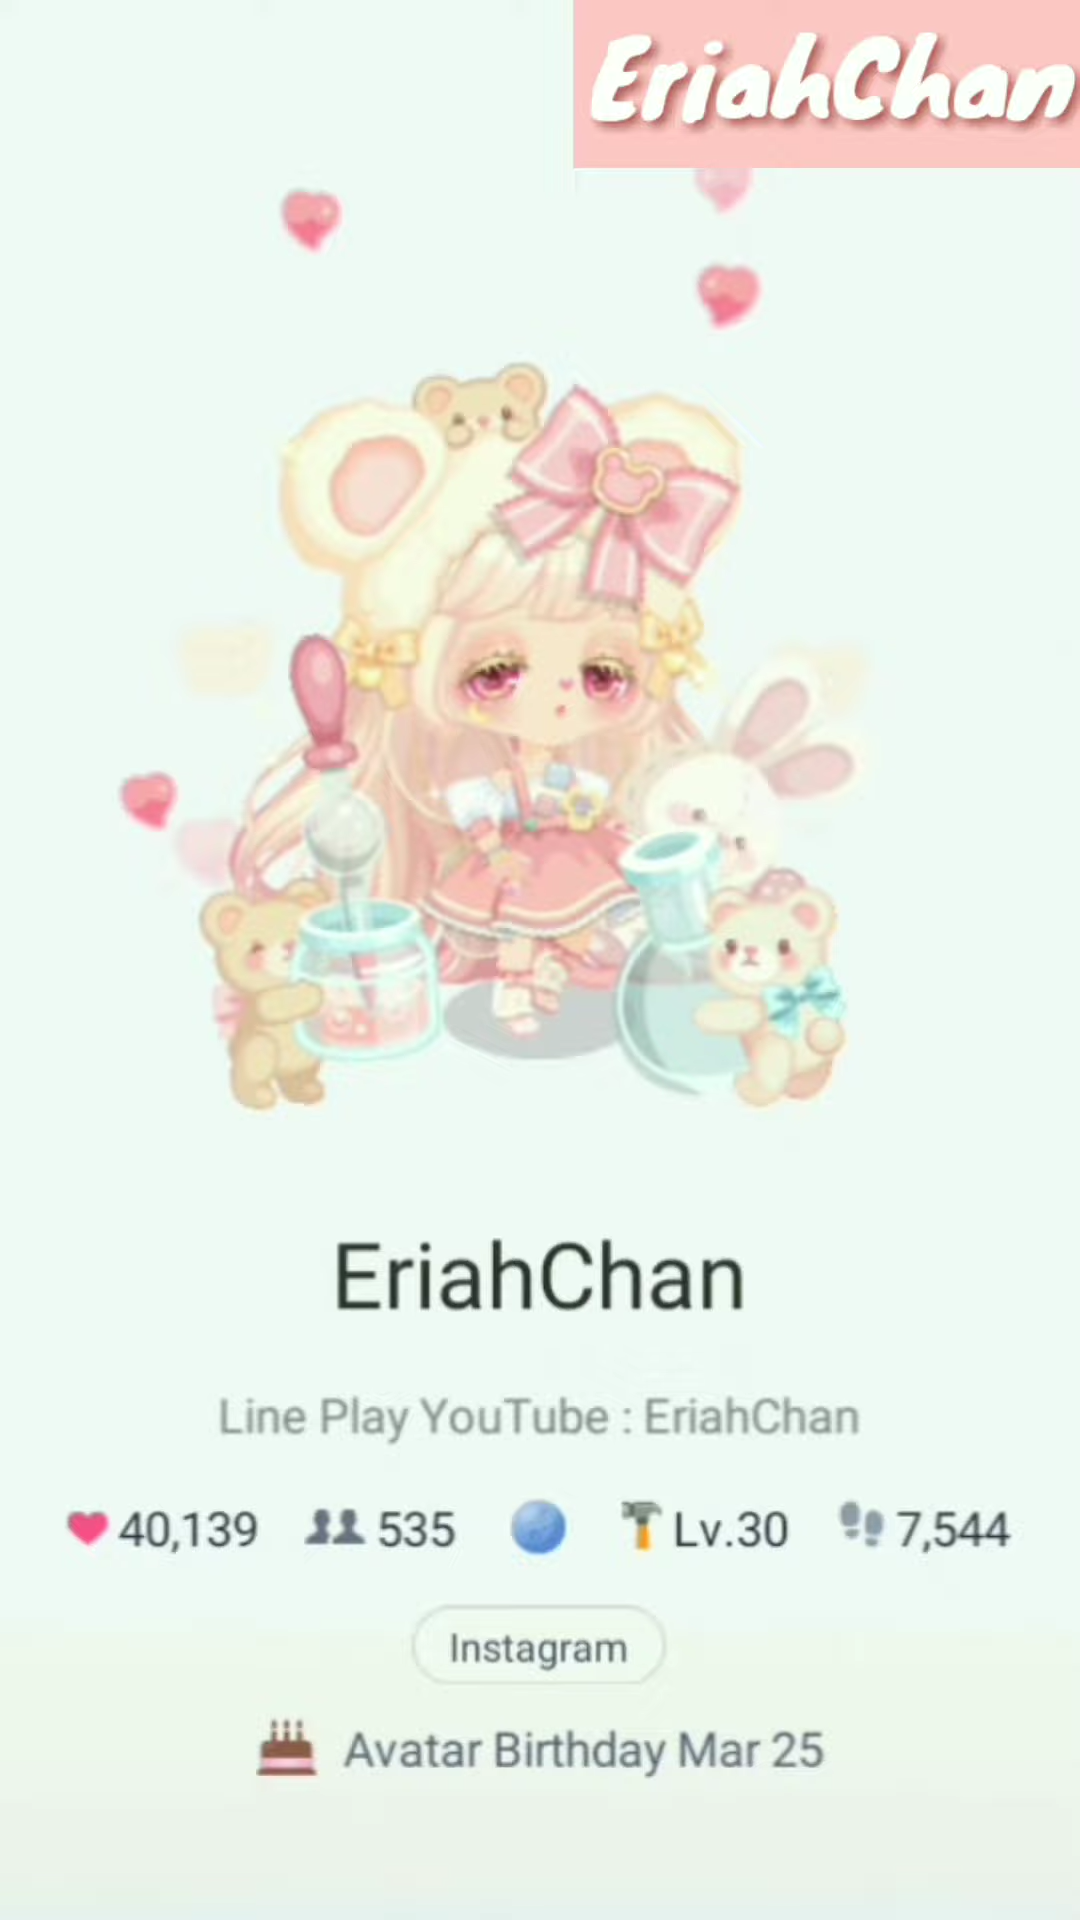 EriahChan
EriahChan
Line Play YouTube : EriahChan
40,139 535 Lv.30 7,544
Instagram
Avatar Birthday Mar 25